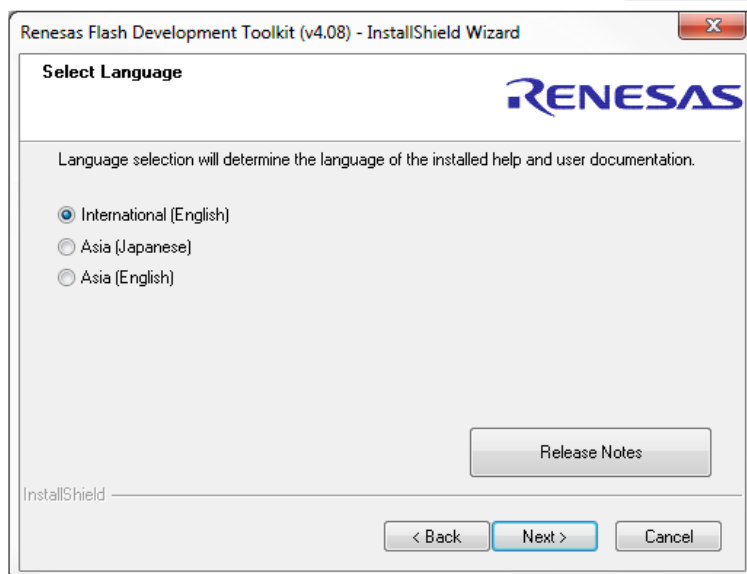 Renesas Flash Development Toolkit (v4.08) - InstallShield Wizard
Select Language
RENESAS
Language selection will determine the language of the installed help and user documentation.
International (English)
Asia (Japanese)
Asia (English)
Release Notes
InstallShield
< Back
Next >
Cancel